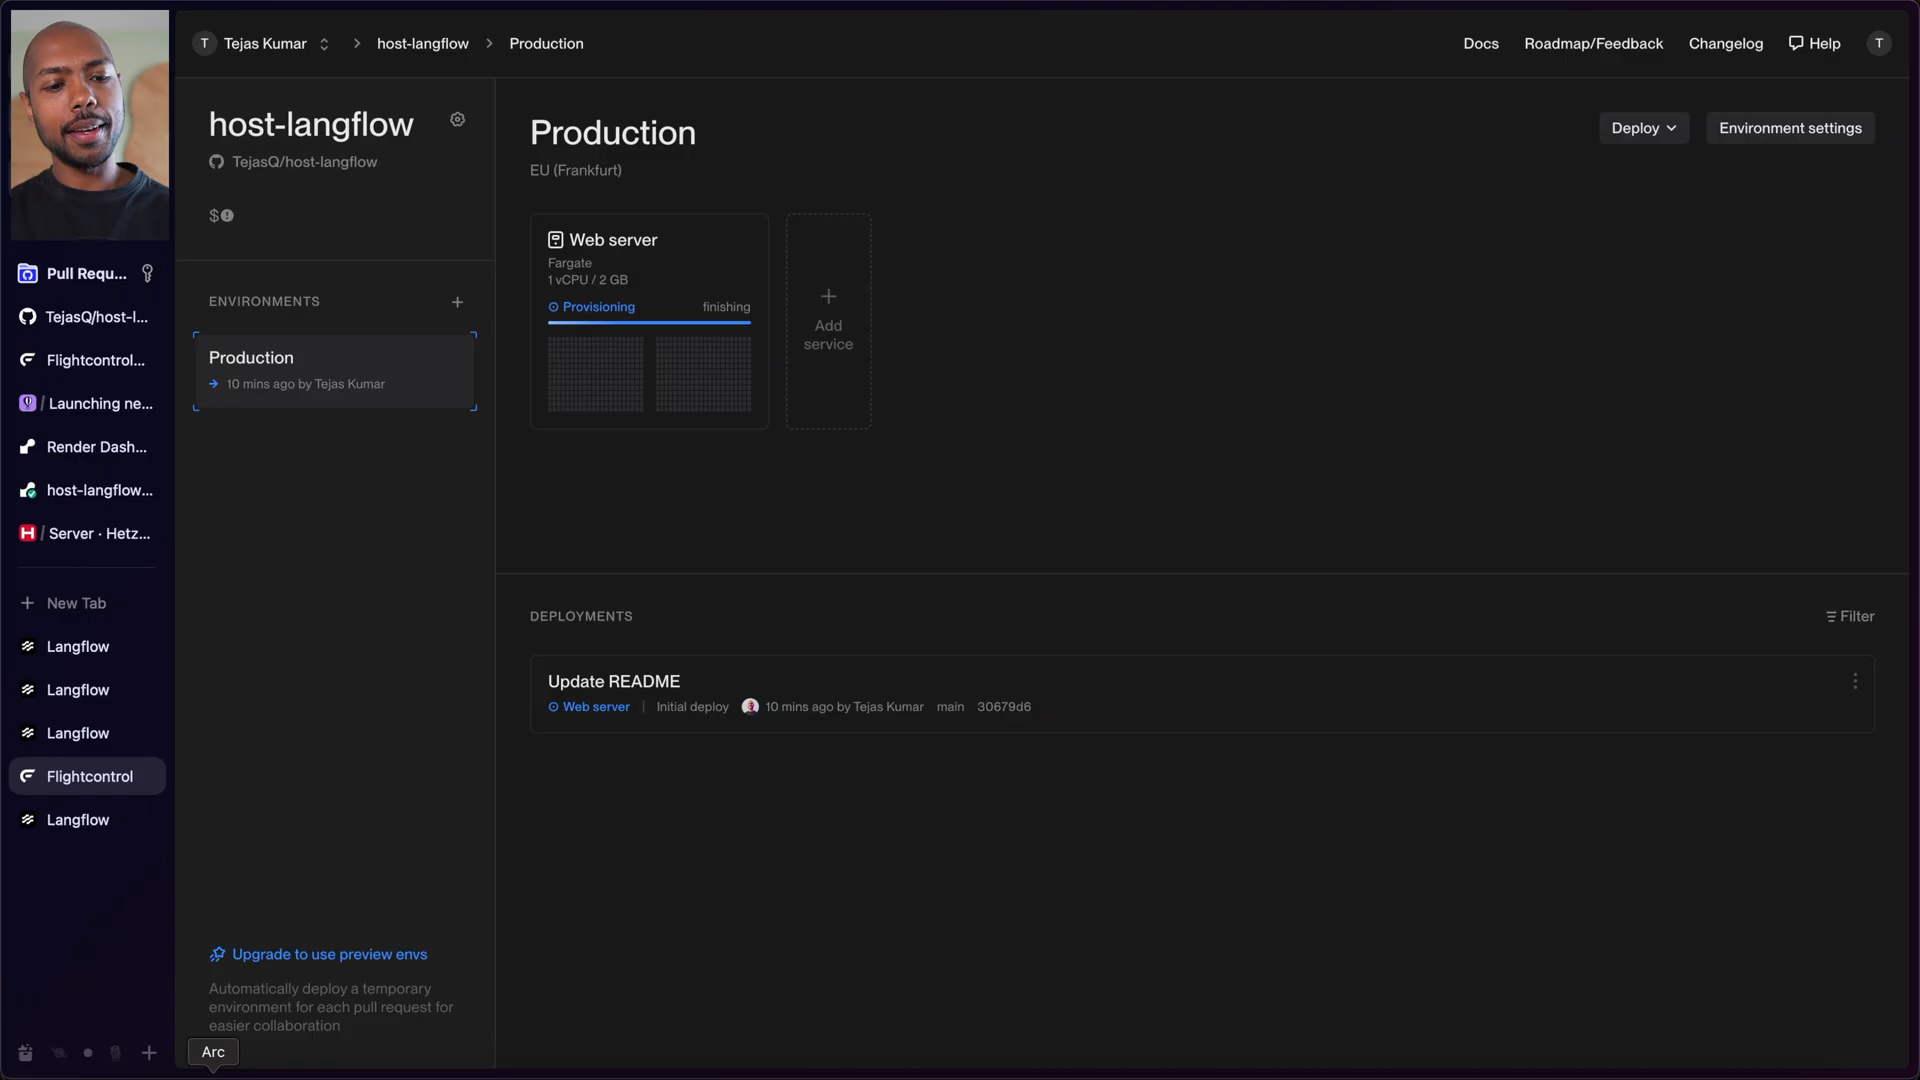 T Tejas Kumar
host-langflow
Production
Docs
Roadmap/Feedback
Changelog
Help
T
Pull Requ...
TejasQ/host-l...
Flightcontrol...
/ Launching ne...
Render Dash...
host-langflow...
H / Server · Hetz...
New Tab
Langflow
Langflow
Langflow
Flightcontrol
Langflow
host-langflow
TejasQ/host-langflow
$
ENVIRONMENTS
Production
10 mins ago by Tejas Kumar
Upgrade to use preview envs
Automatically deploy a temporary
environment for each pull request for
easier collaboration
Arc
Production
EU (Frankfurt)
Deploy
Environment settings
Web server
Fargate
1 vCPU / 2 GB
Provisioning finishing
Add
service
DEPLOYMENTS
Filter
Update README
Web server | Initial deploy 10 mins ago by Tejas Kumar main 30679d6